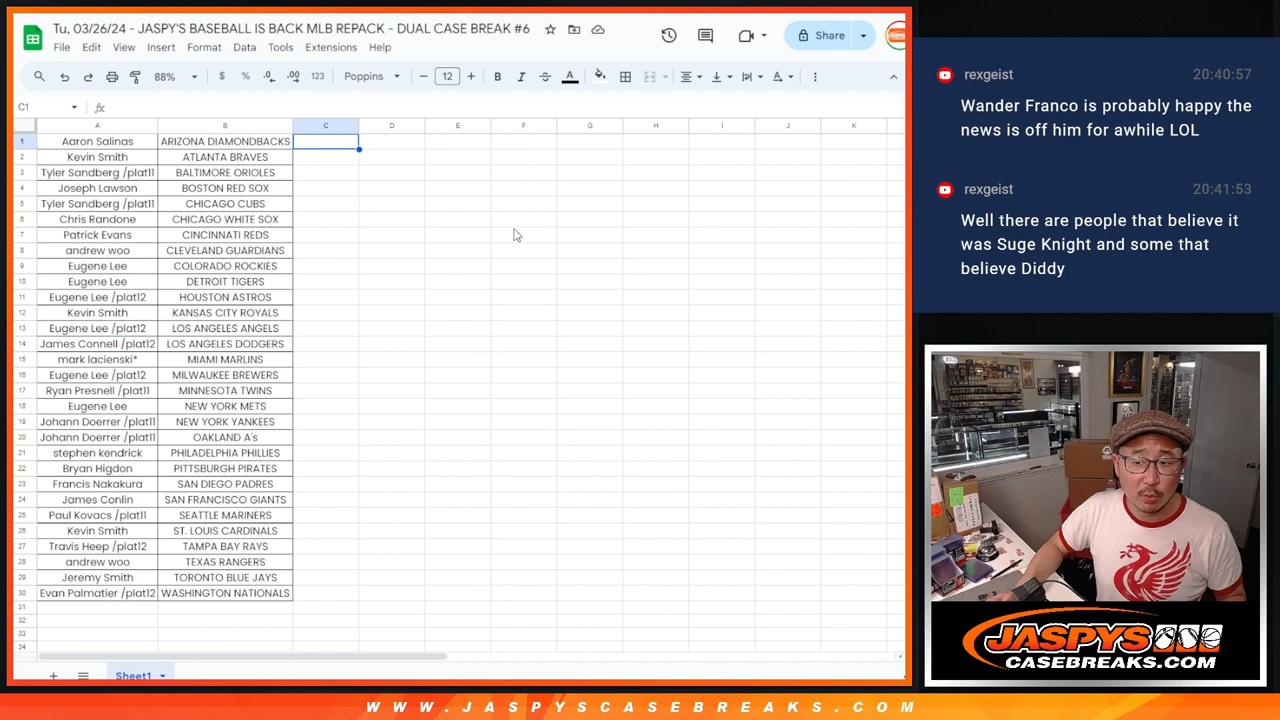 Tu, 03/26/24 - JASPY'S BASEBALL IS BACK MLB REPACK - DUAL CASE BREAK #6
File Edit View Insert Format Data Tools Extensions Help
Share
88% $ % .0 .00 123 Poppins 12 B I A
C1 fx
A B C D E F G H I J K
1 Aaron Salinas ARIZONA DIAMONDBACKS
2 Kevin Smith ATLANTA BRAVES
3 Tyler Sandberg /plat11 BALTIMORE ORIOLES
4 Joseph Lawson BOSTON RED SOX
5 Tyler Sandberg /plat11 CHICAGO CUBS
6 Chris Randone CHICAGO WHITE SOX
7 Patrick Evans CINCINNATI REDS
8 andrew woo CLEVELAND GUARDIANS
9 Eugene Lee COLORADO ROCKIES
10 Eugene Lee DETROIT TIGERS
11 Eugene Lee /plat12 HOUSTON ASTROS
12 Kevin Smith KANSAS CITY ROYALS
13 Eugene Lee /plat12 LOS ANGELES ANGELS
14 James Connell /plat12 LOS ANGELES DODGERS
15 mark lacienski* MIAMI MARLINS
16 Eugene Lee /plat12 MILWAUKEE BREWERS
17 Ryan Presnell /plat11 MINNESOTA TWINS
18 Eugene Lee NEW YORK METS
19 Johann Doerrer /plat11 NEW YORK YANKEES
20 Johann Doerrer /plat11 OAKLAND A's
21 stephen kendrick PHILADELPHIA PHILLIES
22 Bryan Higdon PITTSBURGH PIRATES
23 Francis Nakakura SAN DIEGO PADRES
24 James Conlin SAN FRANCISCO GIANTS
25 Paul Kovacs /plat11 SEATTLE MARINERS
26 Kevin Smith ST. LOUIS CARDINALS
27 Travis Heep /plat12 TAMPA BAY RAYS
28 andrew woo TEXAS RANGERS
29 Jeremy Smith TORONTO BLUE JAYS
30 Evan Palmatier /plat12 WASHINGTON NATIONALS
31
32
33
34
Sheet1
rexgeist 20:40:57
Wander Franco is probably happy the
news is off him for awhile LOL
rexgeist 20:41:53
Well there are people that believe it
was Suge Knight and some that
believe Diddy
JASPYS
CASEBREAKS.COM
WWW.JASPYSCASEBREAKS.COM